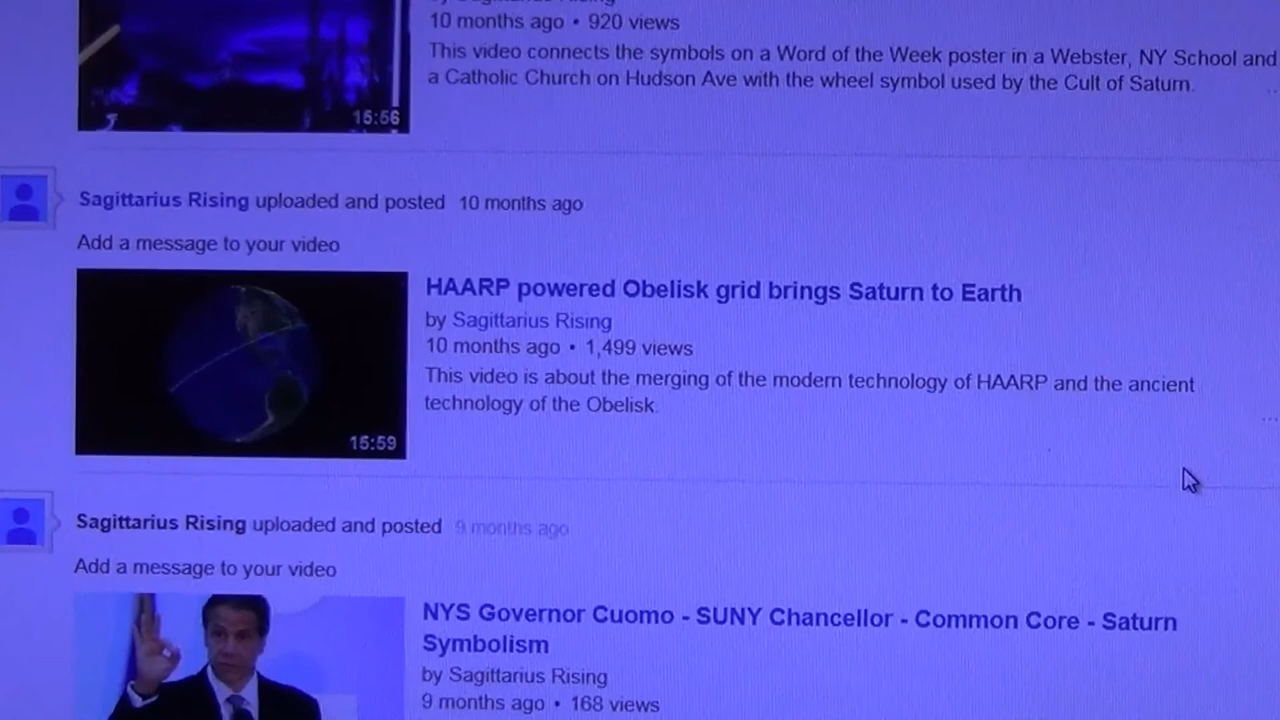 10 months ago • 920 views
This video connects the symbols on a Word of the Week poster in a Webster, NY School and
a Catholic Church on Hudson Ave with the wheel symbol used by the Cult of Saturn.
15:56
Sagittarius Rising uploaded and posted 10 months ago
Add a message to your video
HAARP powered Obelisk grid brings Saturn to Earth
by Sagittarius Rising
10 months ago • 1,499 views
This video is about the merging of the modern technology of HAARP and the ancient
technology of the Obelisk.
15:59
Sagittarius Rising uploaded and posted 9 months ago
Add a message to your video
NYS Governor Cuomo - SUNY Chancellor - Common Core - Saturn
Symbolism
by Sagittarius Rising
9 months ago • 168 views